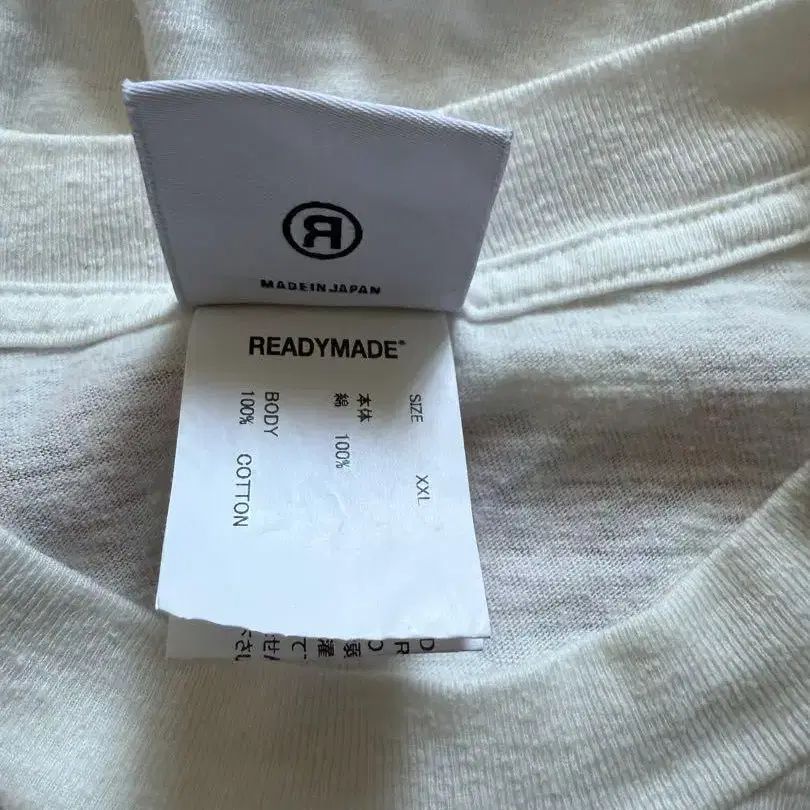 R
MADE IN JAPAN
READYMADE®
SIZE XXL
本体
綿 100%
BODY
100% COTTON